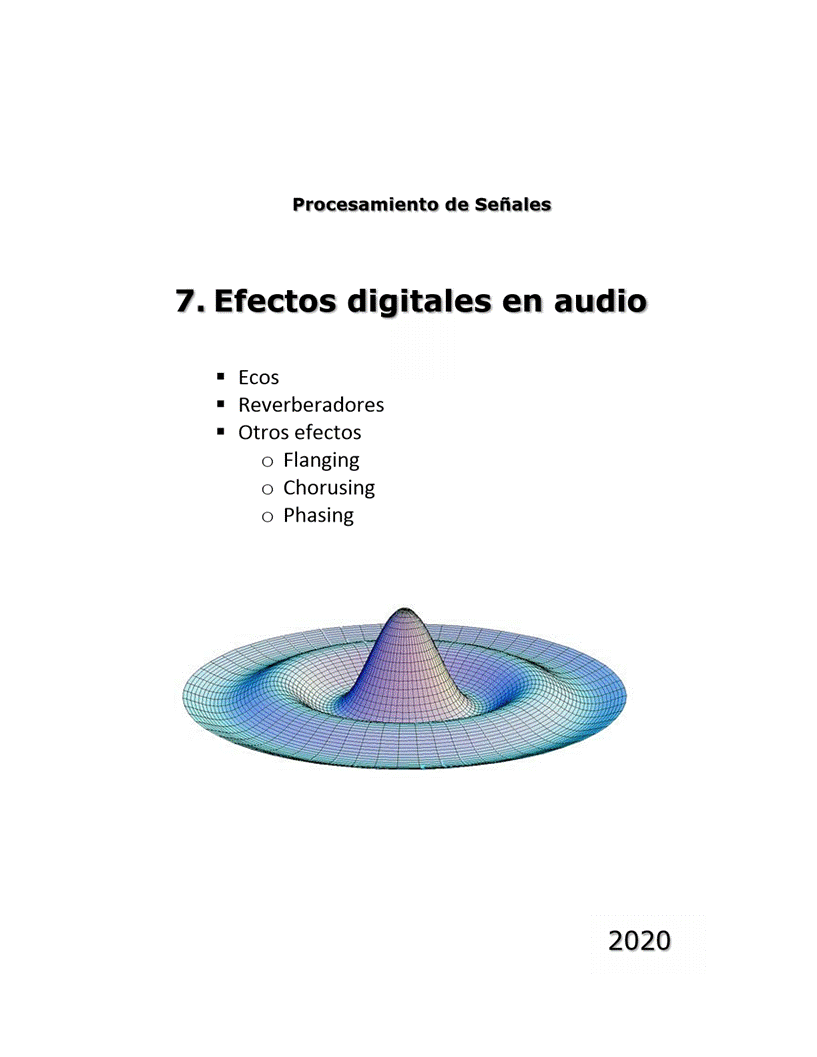 Procesamiento de Señales
7. Efectos digitales en audio
▪ Ecos
▪ Reverberadores
▪ Otros efectos
o Flanging
o Chorusing
o Phasing
2020